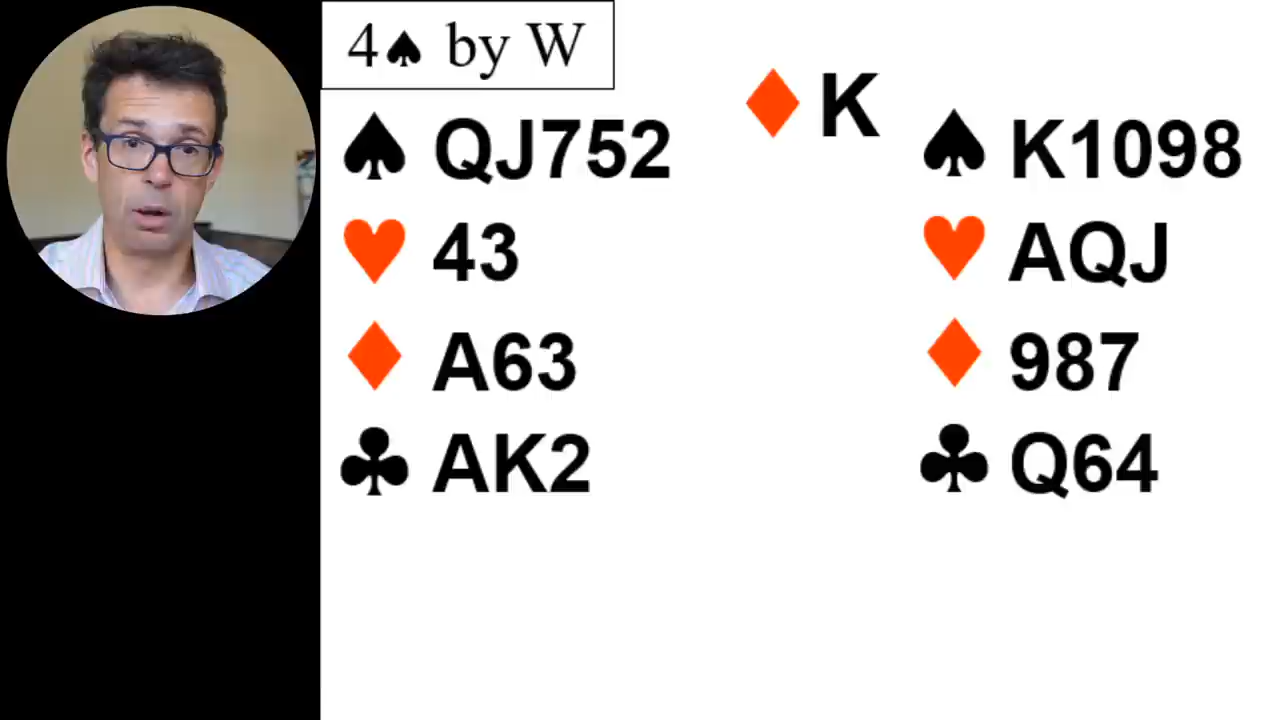 4♠ by W
♦ K
♠ QJ752
♥ 43
♦ A63
♣ AK2
♠ K1098
♥ AQJ
♦ 987
♣ Q64